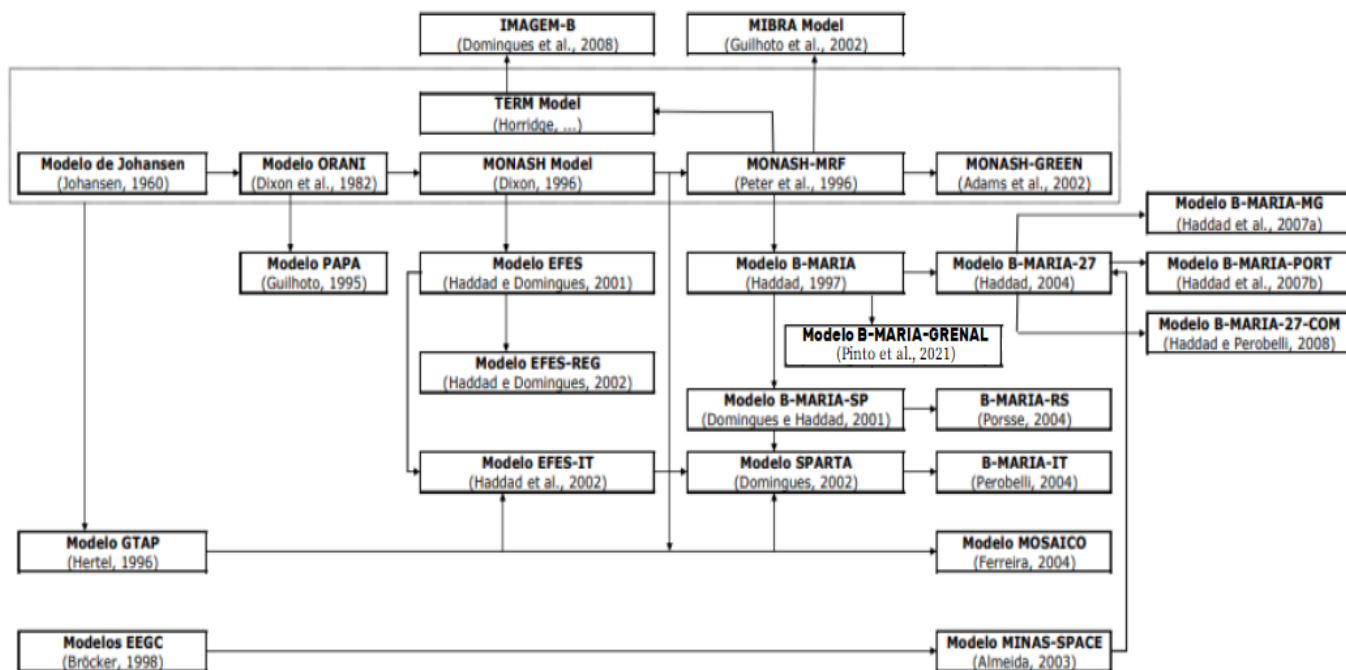 IMAGEM-B
(Domingues et al., 2008)
MIBRA Model
(Guilhoto et al., 2002)
TERM Model
(Horridge, ...)
Modelo de Johansen
(Johansen, 1960)
Modelo ORANI
(Dixon et al., 1982)
MONASH Model
(Dixon, 1996)
MONASH-MRF
(Peter et al., 1996)
MONASH-GREEN
(Adams et al., 2002)
Modelo B-MARIA-MG
(Haddad et al., 2007a)
Modelo PAPA
(Guilhoto, 1995)
Modelo EFES
(Haddad e Domingues, 2001)
Modelo B-MARIA
(Haddad, 1997)
Modelo B-MARIA-27
(Haddad, 2004)
Modelo B-MARIA-PORT
(Haddad et al., 2007b)
Modelo B-MARIA-GRENAL
(Pinto et al., 2021)
Modelo B-MARIA-27-COM
(Haddad e Perobelli, 2008)
Modelo EFES-REG
(Haddad e Domingues, 2002)
Modelo B-MARIA-SP
(Domingues e Haddad, 2001)
B-MARIA-RS
(Porsse, 2004)
Modelo EFES-IT
(Haddad et al., 2002)
Modelo SPARTA
(Domingues, 2002)
B-MARIA-IT
(Perobelli, 2004)
Modelo GTAP
(Hertel, 1996)
Modelo MOSAICO
(Ferreira, 2004)
Modelos EEGC
(Bröcker, 1998)
Modelo MINAS-SPACE
(Almeida, 2003)